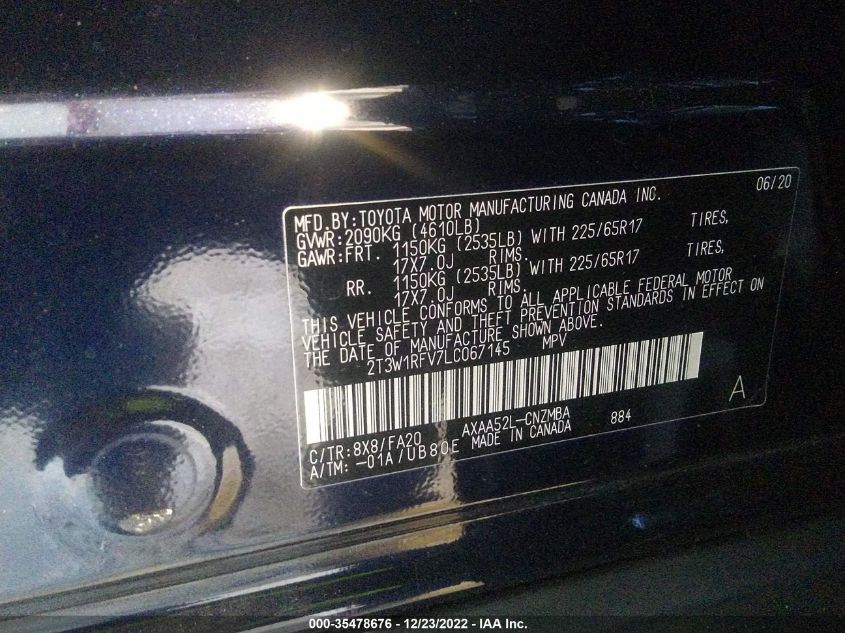 06/20
MFD.BY:TOYOTA MOTOR MANUFACTURING CANADA INC.
GVWR:2090KG (4610LB)
GAWR:FRT. 1150KG (2535LB) WITH 225/65R17 TIRES,
17X7.0J RIMS.
RR. 1150KG (2535LB) WITH 225/65R17 TIRES,
17X7.0J RIMS.
THIS VEHICLE CONFORMS TO ALL APPLICABLE FEDERAL MOTOR
VEHICLE SAFETY AND THEFT PREVENTION STANDARDS IN EFFECT ON
THE DATE OF MANUFACTURE SHOWN ABOVE.
2T3W1RFV7LC067145 MPV
A
C/TR:8X8/FA20 AXAA52L-CNZMBA 884
A/TM:-01A/UB80E MADE IN CANADA
000-35478676 - 12/23/2022 - IAA Inc.